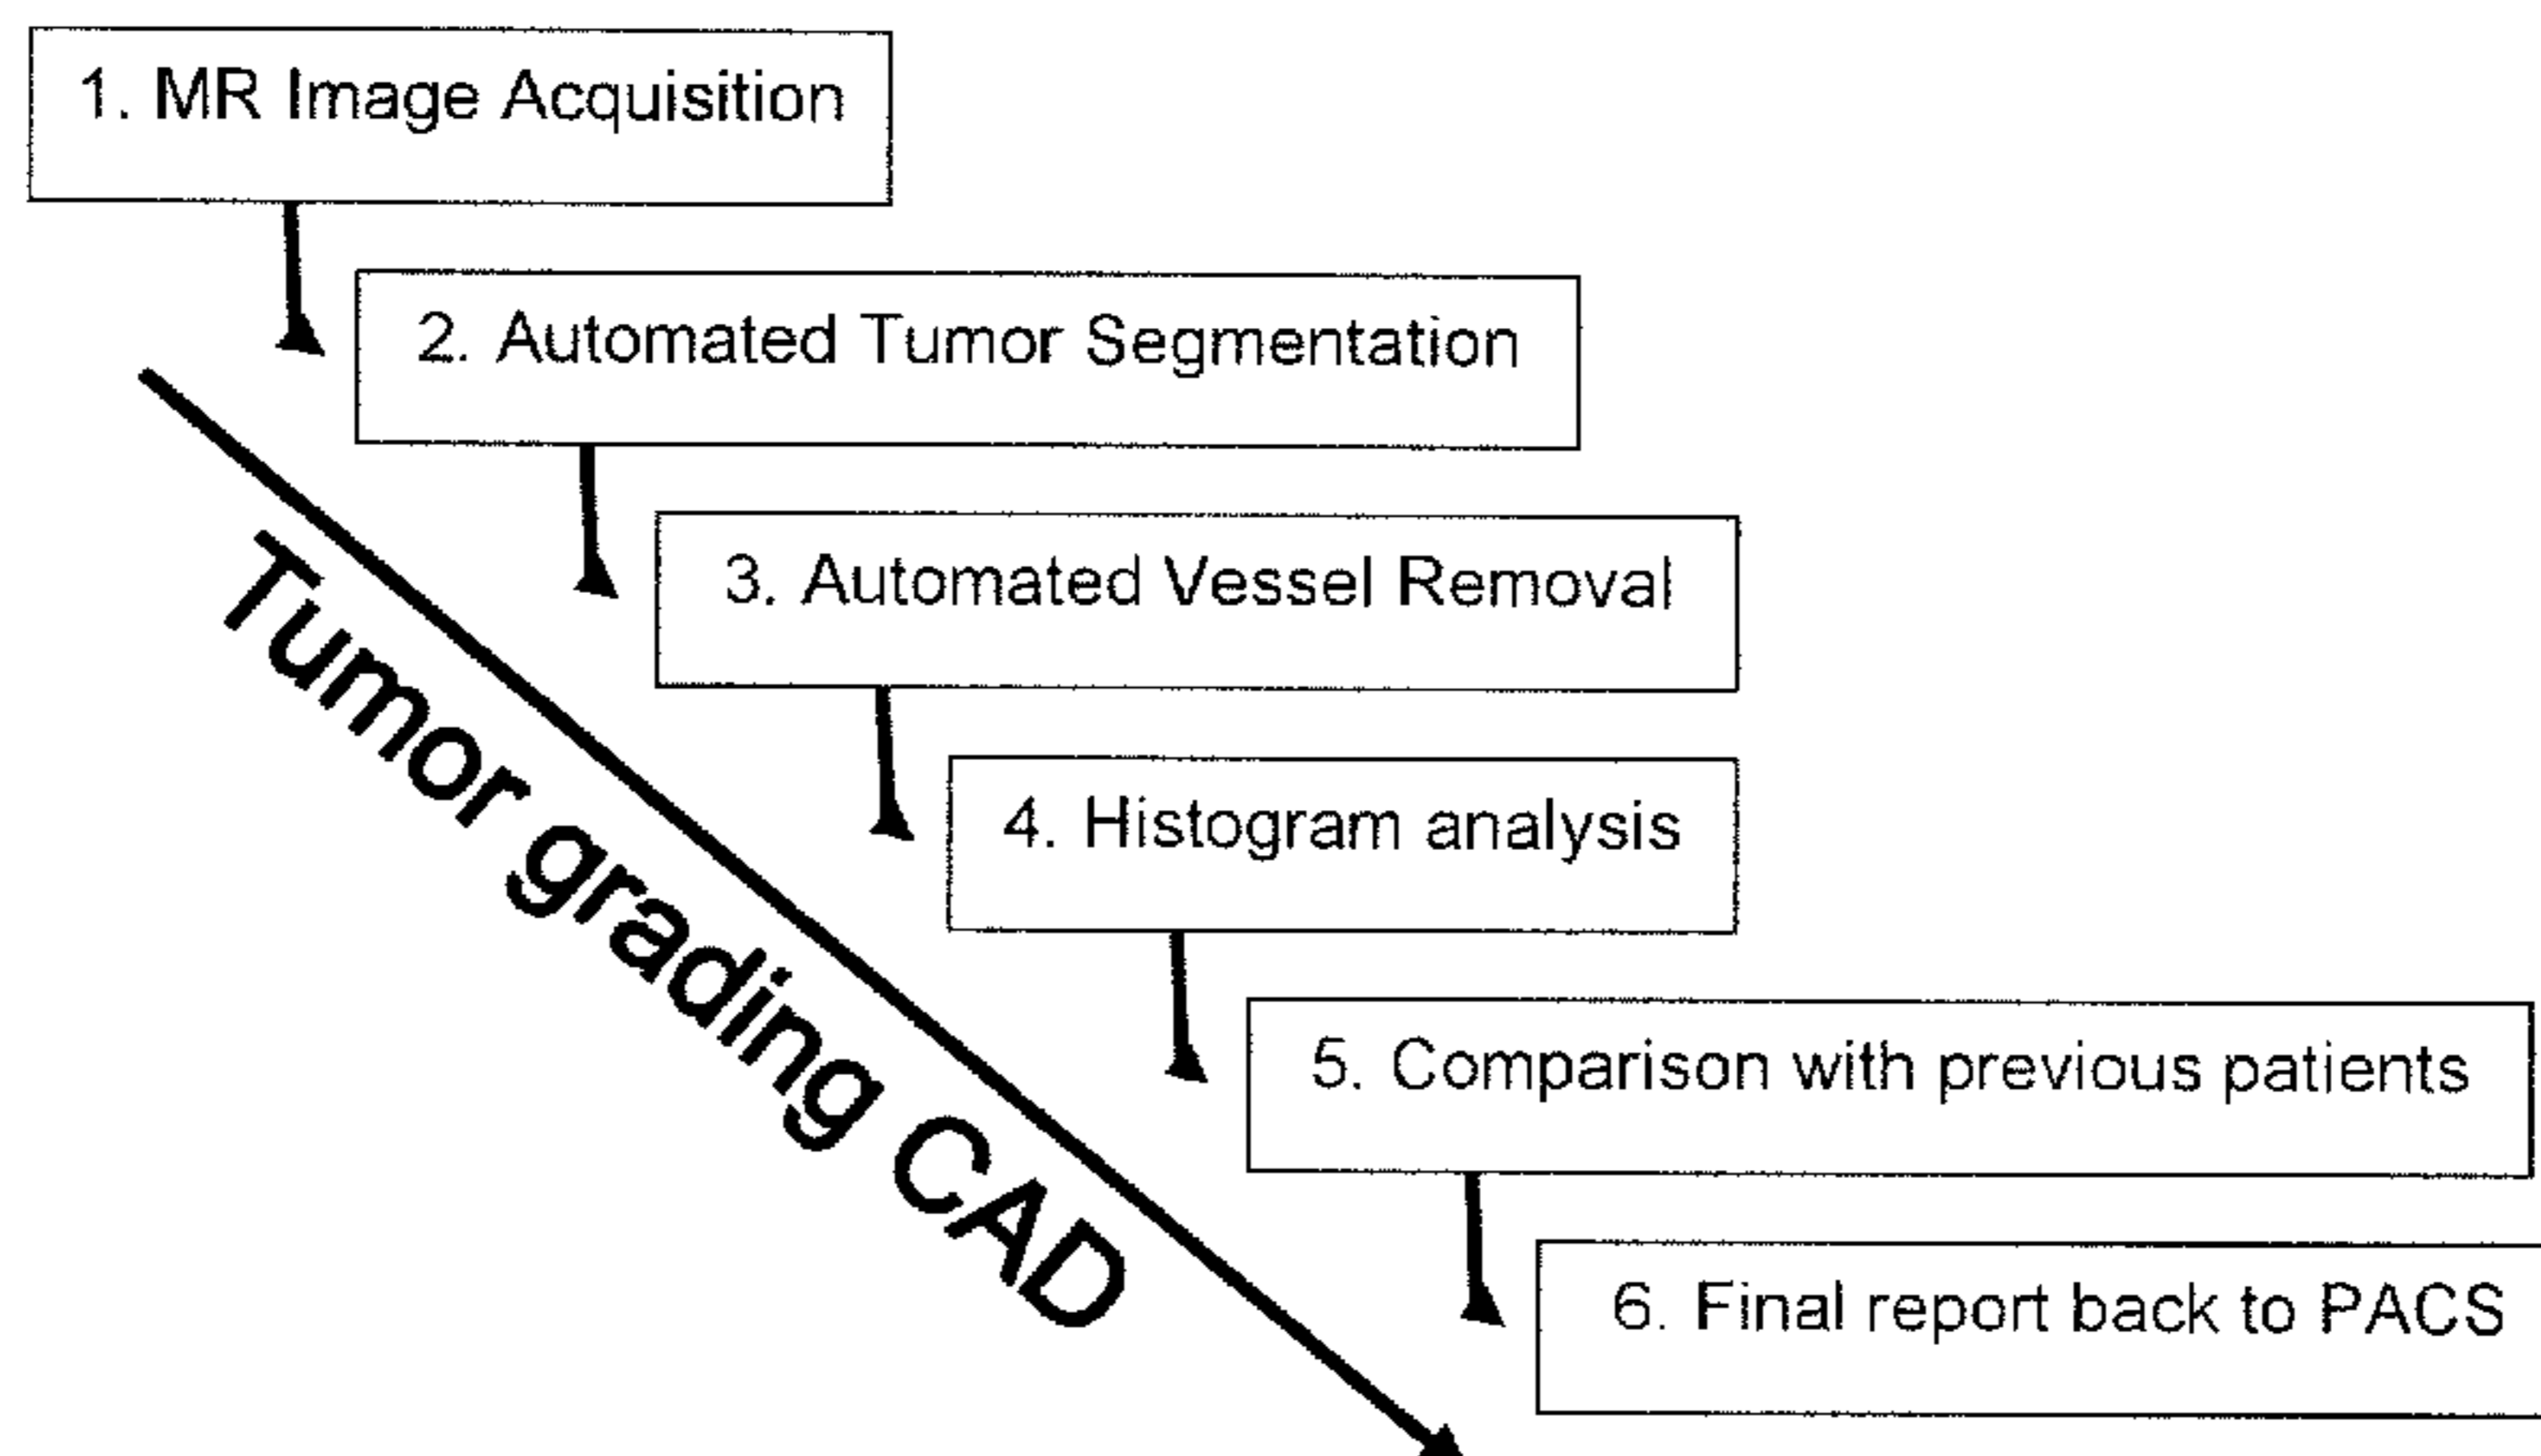 1. MR Image Acquisition
2. Automated Tumor Segmentation
3. Automated Vessel Removal
4. Histogram analysis
5. Comparison with previous patients
6. Final report back to PACS
Tumor grading CAD